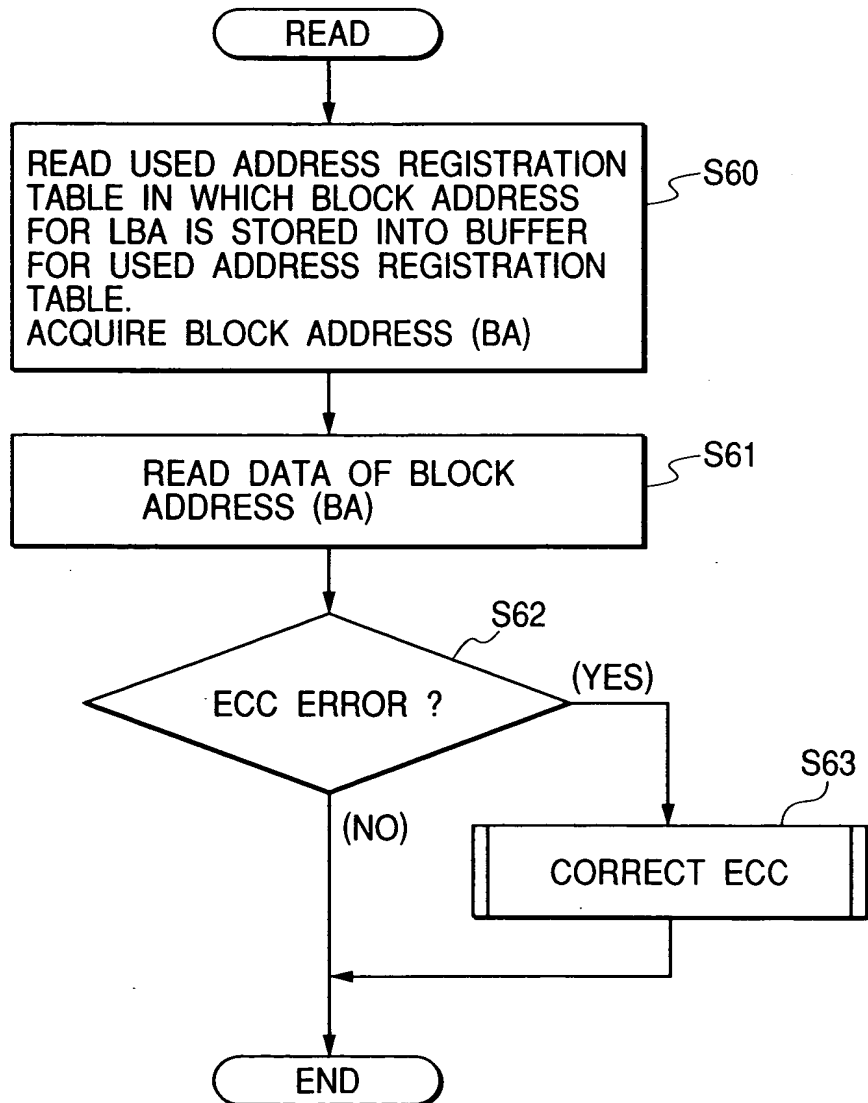 READ
READ USED ADDRESS REGISTRATION
TABLE IN WHICH BLOCK ADDRESS
FOR LBA IS STORED INTO BUFFER
FOR USED ADDRESS REGISTRATION
TABLE.
ACQUIRE BLOCK ADDRESS (BA)
S60
READ DATA OF BLOCK
ADDRESS (BA)
S61
ECC ERROR ?
S62
(YES)
(NO)
S63
CORRECT ECC
END